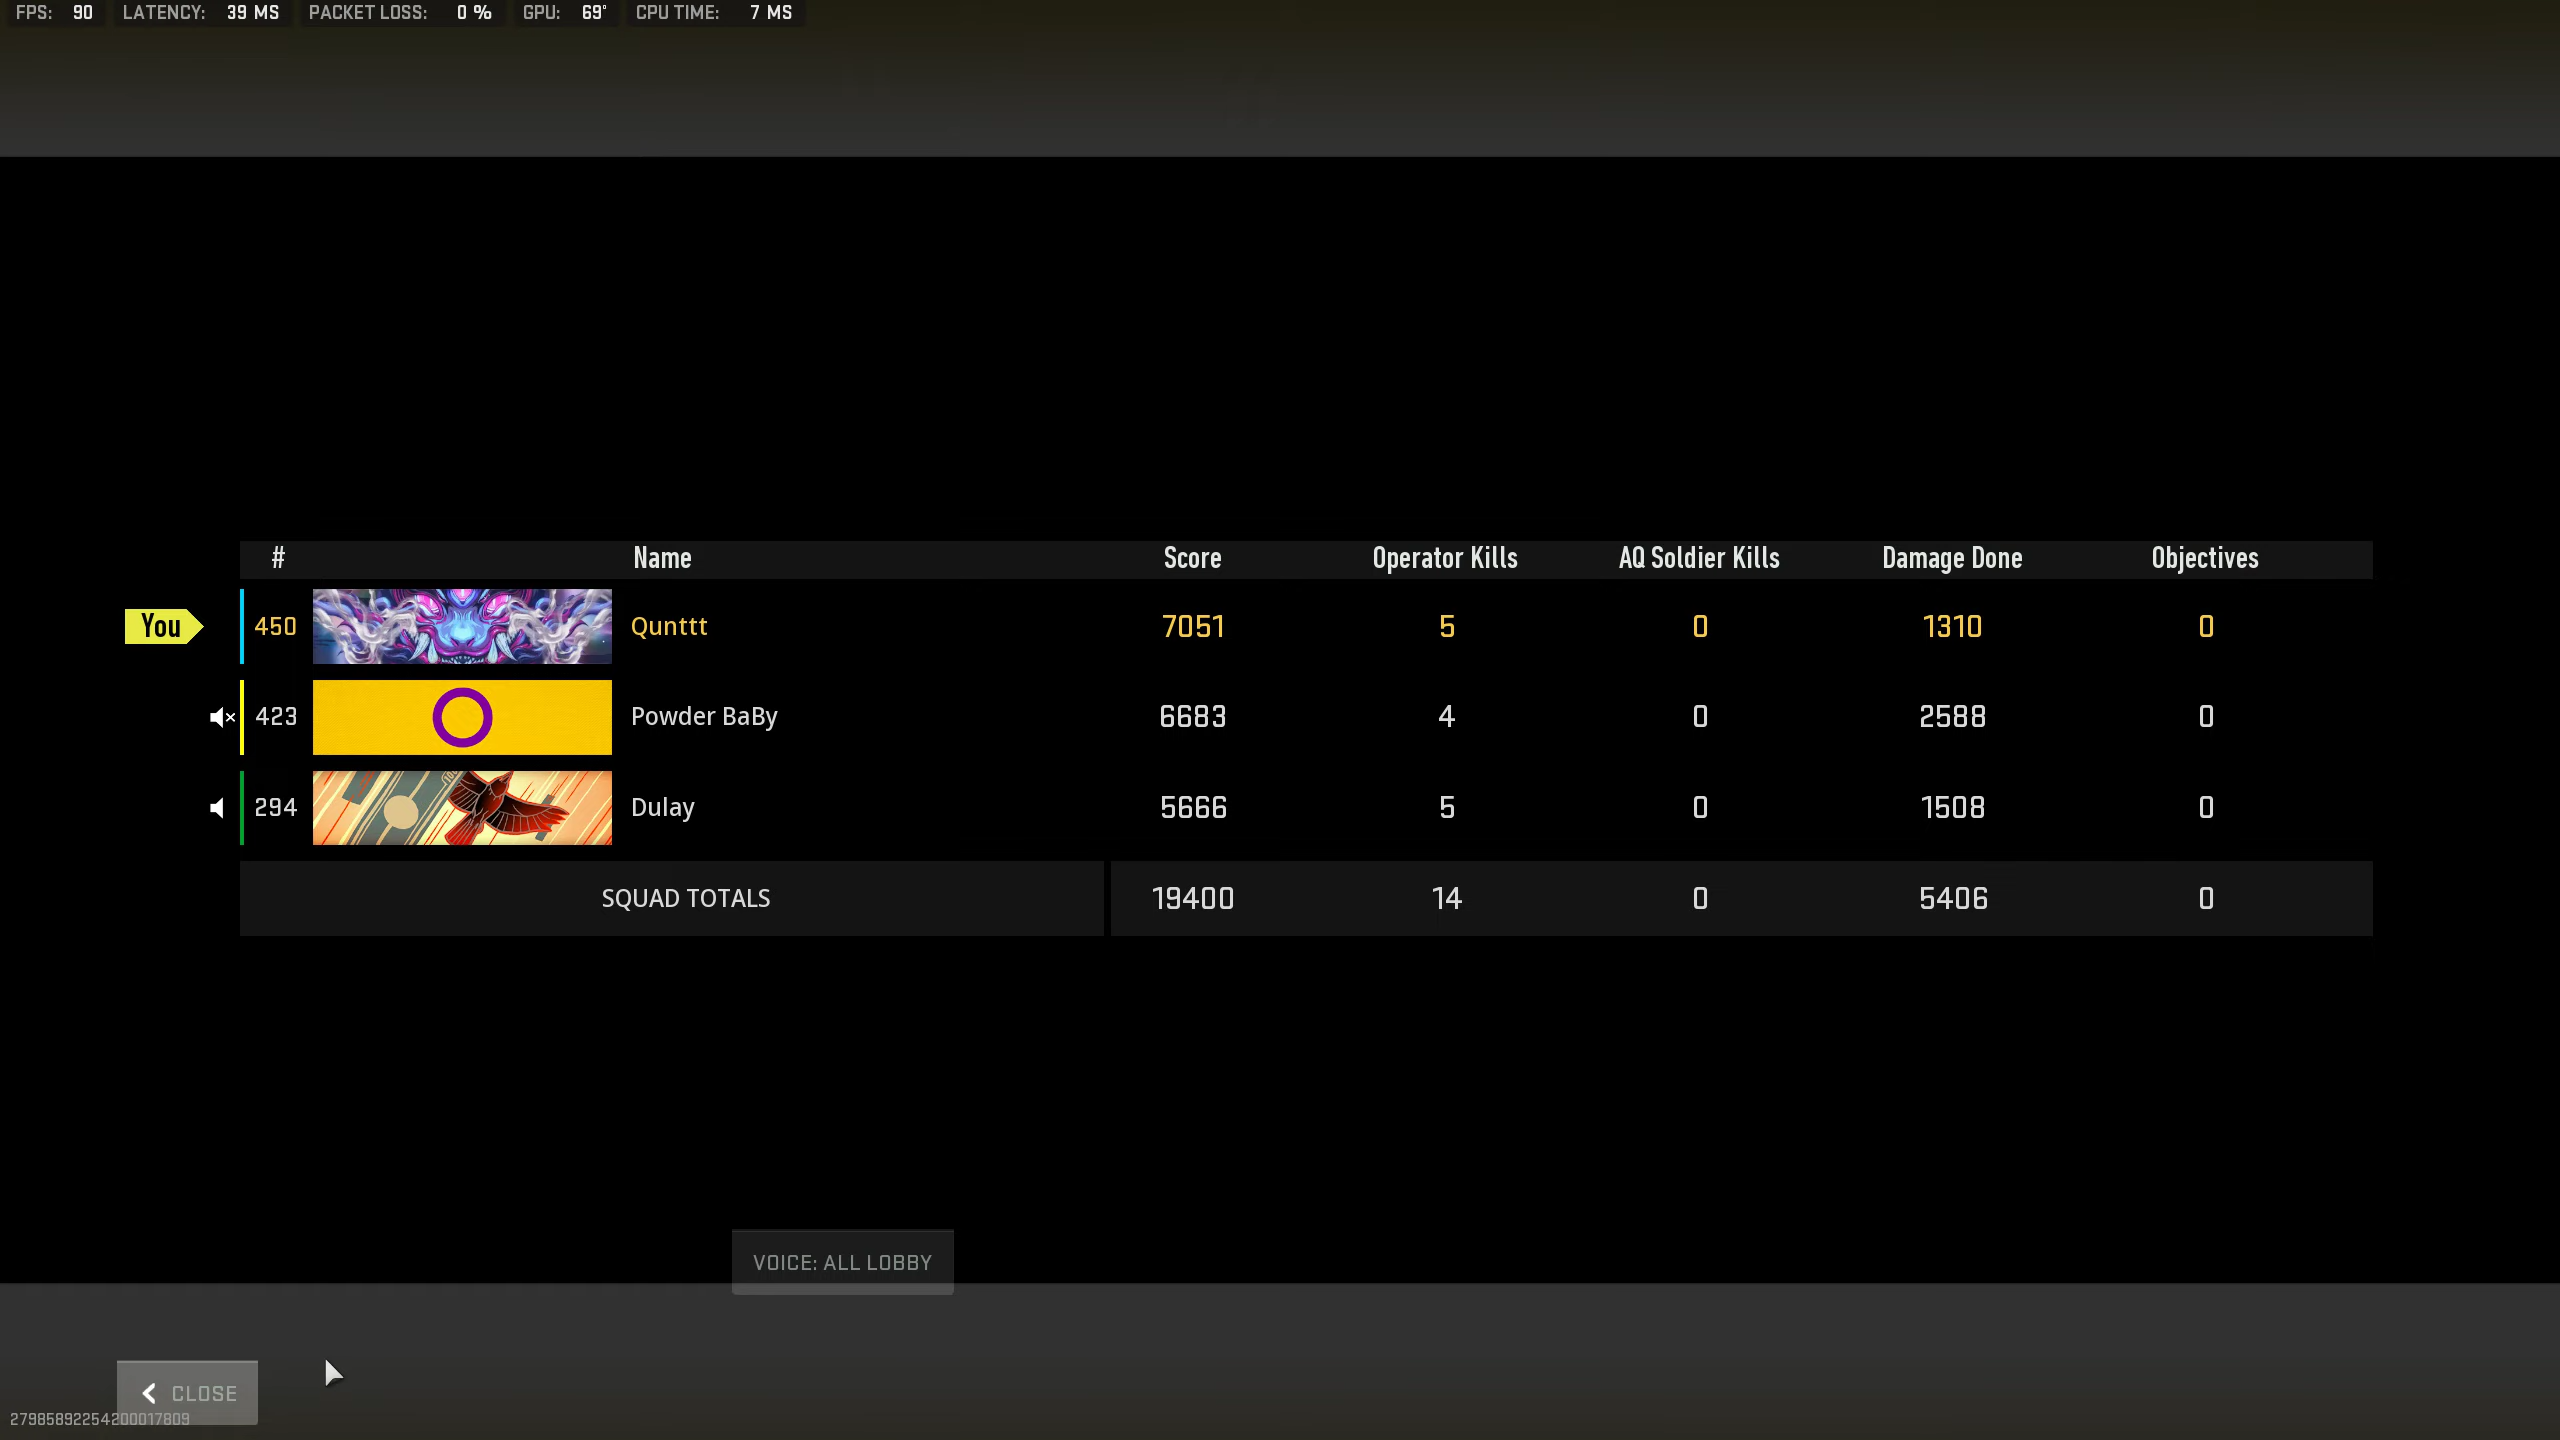 FPS: 90 LATENCY: 39 MS PACKET LOSS: 0 % GPU: 69° CPU TIME: 7 MS
# Name Score Operator Kills AQ Soldier Kills Damage Done Objectives
You 450 Qunttt 7051 5 0 1310 0
423 Powder BaBy 6683 4 0 2588 0
294 Dulay 5666 5 0 1508 0
SQUAD TOTALS 19400 14 0 5406 0
VOICE: ALL LOBBY
CLOSE
27985892254200017809